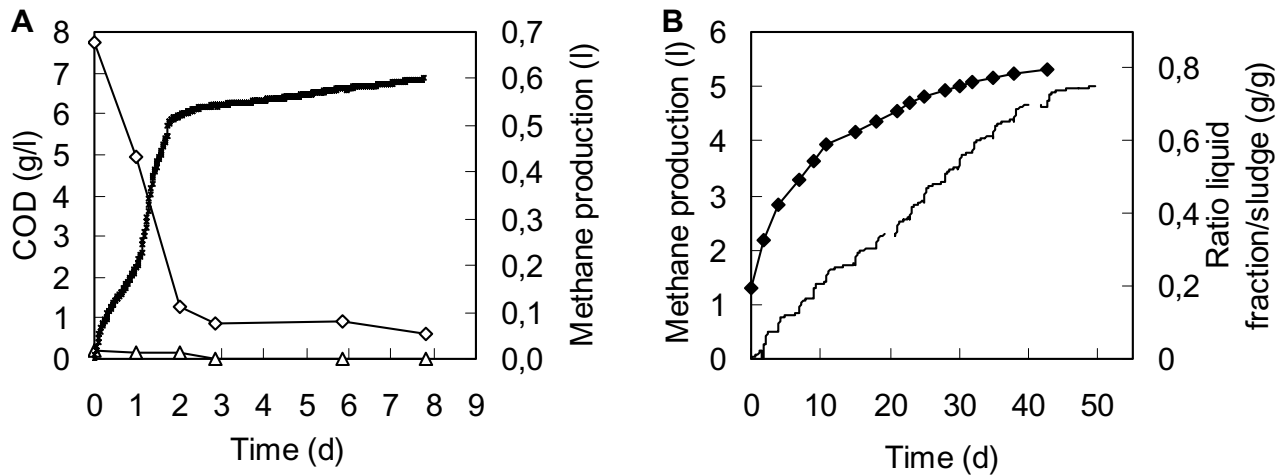 A
COD (g/l)
8
7
6
5
4
3
2
1
0
0,7
0,6
0,5
0,4
0,3
0,2
0,1
0,0
Methane production (l)
0 1 2 3 4 5 6 7 8 9
Time (d)
B
Methane production (l)
6
5
4
3
2
1
0
0,8
0,6
0,4
0,2
0
Ratio liquid
fraction/sludge (g/g)
0 10 20 30 40 50
Time (d)